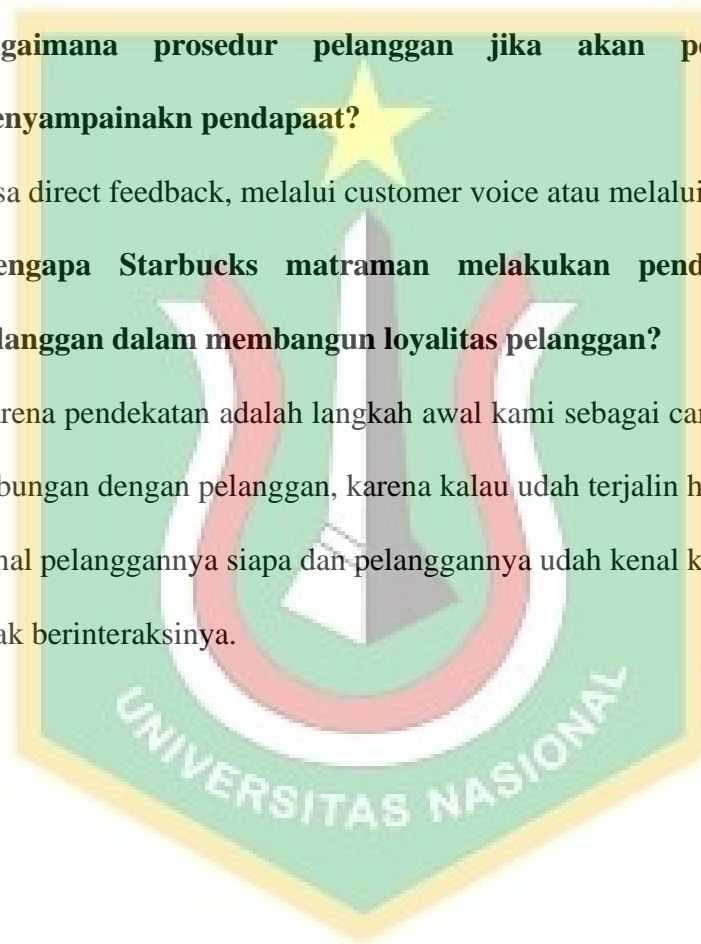 gaimana prosedur pelanggan jika akan pe
enyampainakn pendapaat?
sa direct feedback, melalui customer voice atau melalui
engapa Starbucks matraman melakukan pend
langgan dalam membangun loyalitas pelanggan?
rena pendekatan adalah langkah awal kami sebagai car
bungan dengan pelanggan, karena kalau udah terjalin h
nal pelanggannya siapa dan pelanggannya udah kenal k
ak berinteraksinya.
UNIVERSITAS NASIONAL